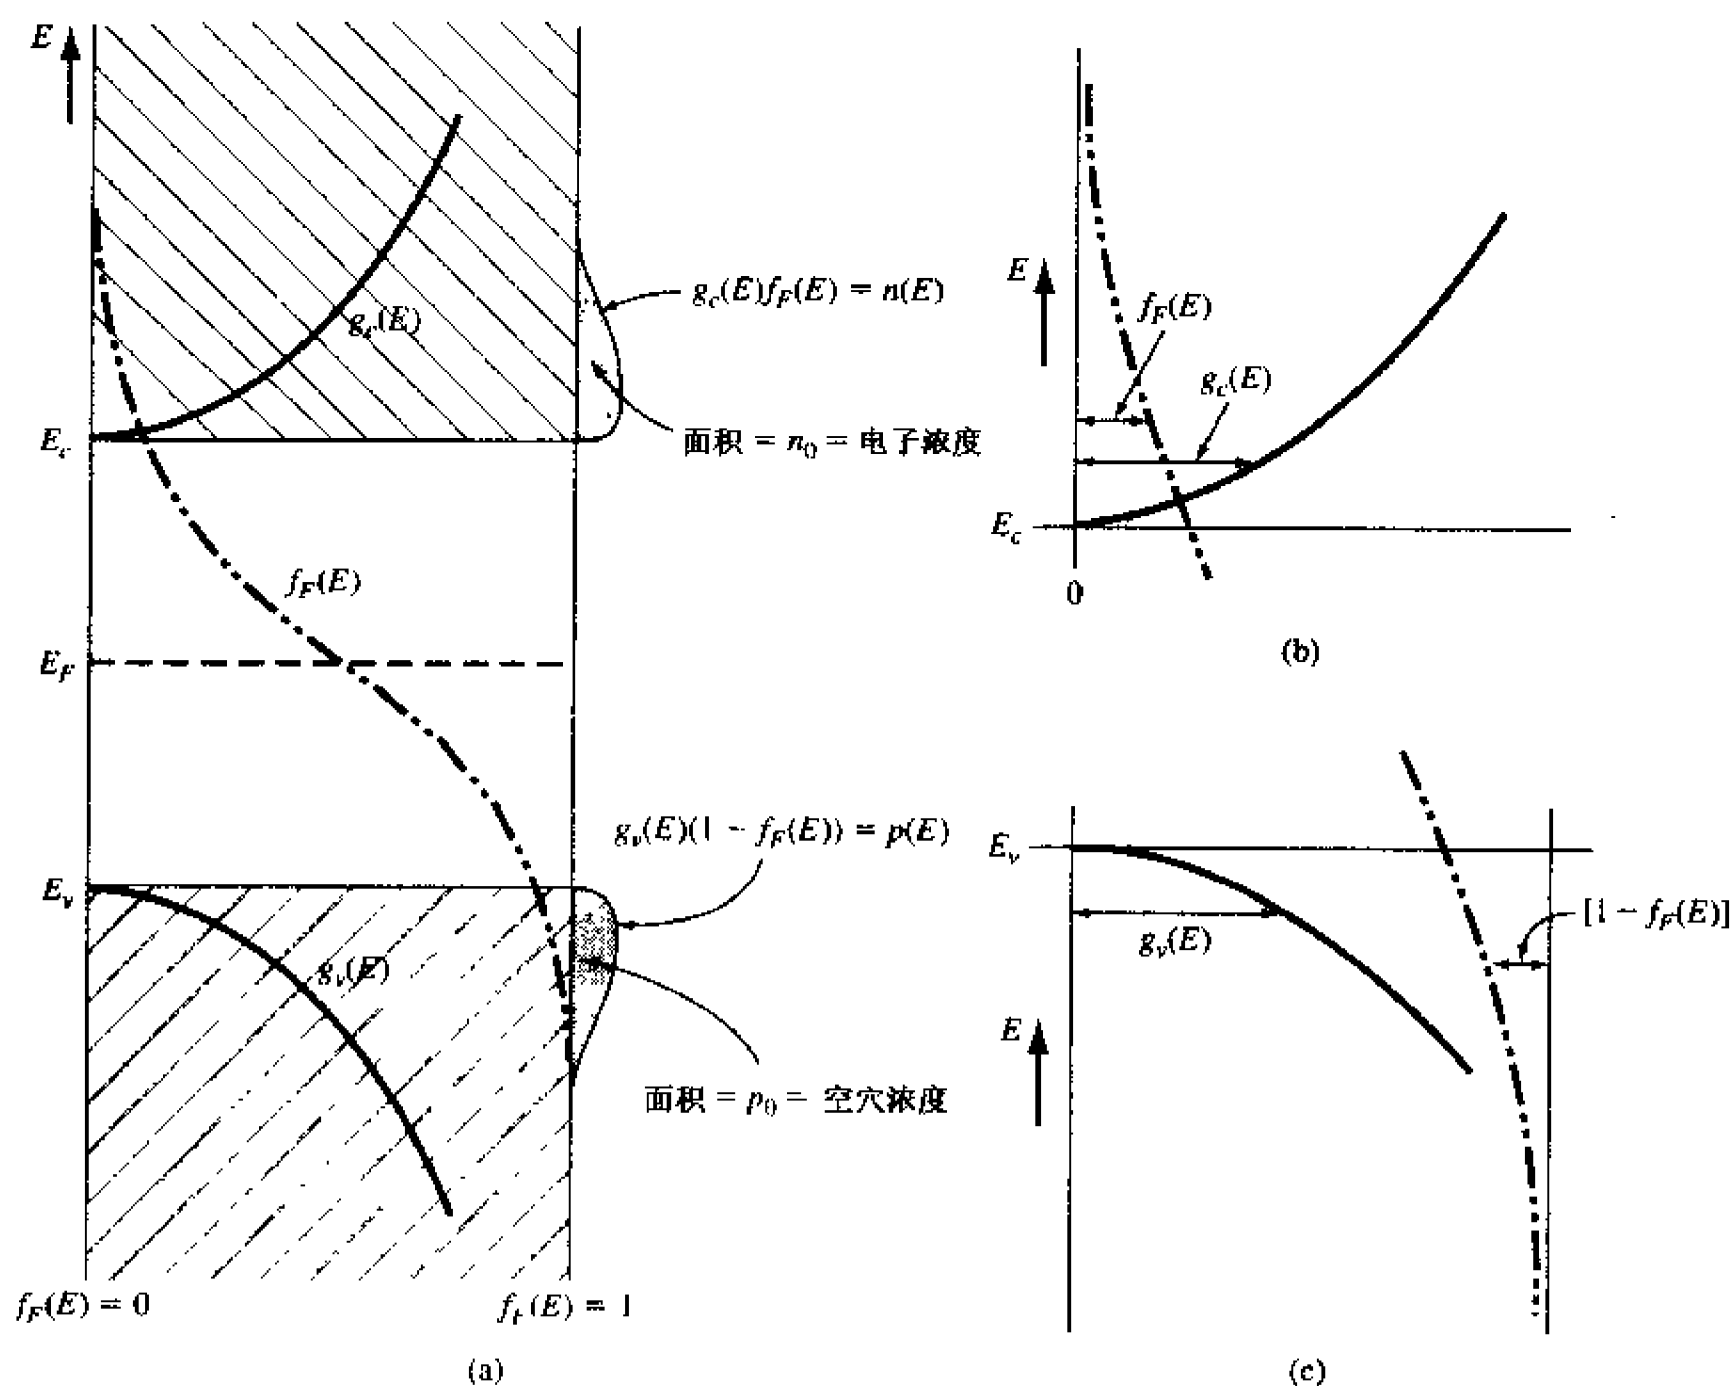 E
g_c(E)
g_c(E)f_F(E) = n(E)
面积 = n_0 = 电子浓度
E_c
f_F(E)
E_F
g_v(E)(1 - f_F(E)) = p(E)
E_v
g_v(E)
面积 = p_0 = 空穴浓度
f_F(E) = 0
f_F(E) = 1
(a)
E
f_F(E)
g_c(E)
E_c
0
(b)
E_v
g_v(E)
[1 - f_F(E)]
E
(c)